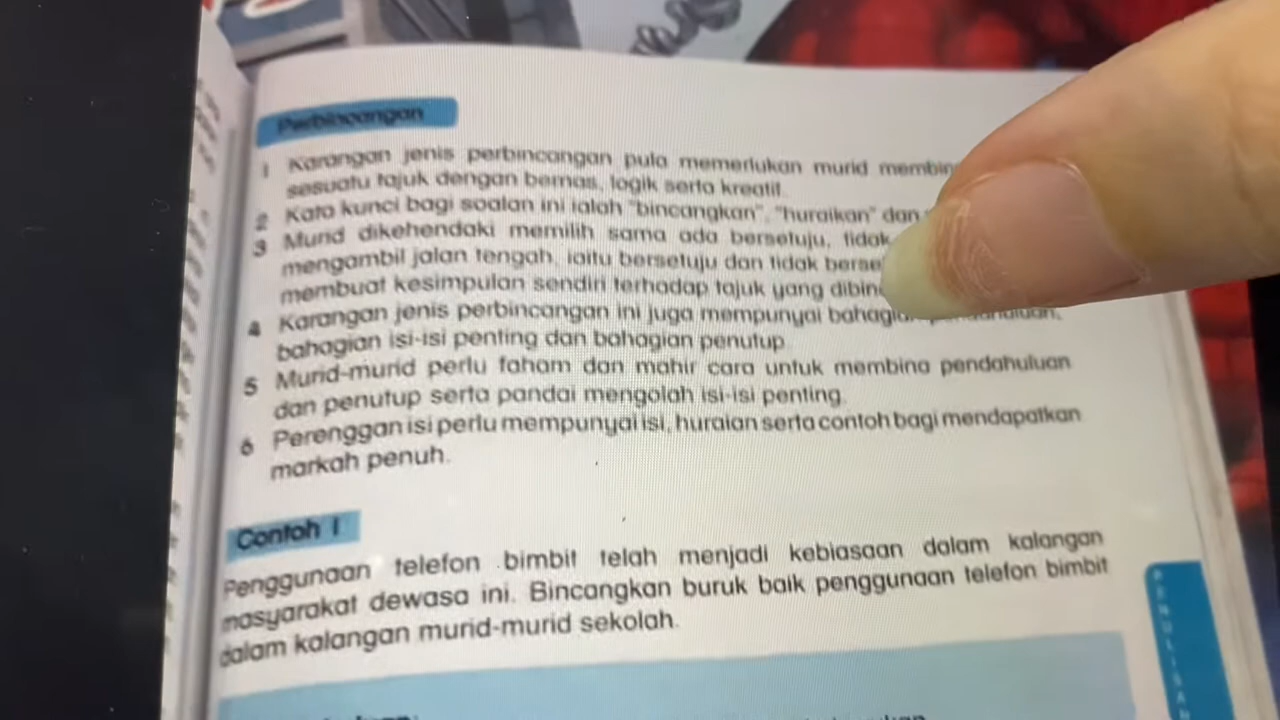 Perbincangan
1 Karangan jenis perbincangan pula memerlukan murid
sesuatu tajuk dengan bernas, logik serta kreatif.
2 Kata kunci bagi soalan ini ialah "bincangkan", "huraikan" dan
3 Murid dikehendaki memilih sama ada bersetuju, tidak
mengambil jalan tengah, iaitu bersetuju dan tidak
membuat kesimpulan sendiri terhadap tajuk yang
4 Karangan jenis perbincangan ini juga mempunyai bahagian pendahuluan,
bahagian isi-isi penting dan bahagian penutup.
5 Murid-murid perlu faham dan mahir cara untuk membina pendahuluan
dan penutup serta pandai mengolah isi-isi penting.
6 Perenggan isi perlu mempunyai isi, huraian serta contoh bagi mendapatkan
markah penuh.
Contoh 1
Penggunaan telefon bimbit telah menjadi kebiasaan dalam kalangan
masyarakat dewasa ini. Bincangkan buruk baik penggunaan telefon bimbit
dalam kalangan murid-murid sekolah.
PENULISAN